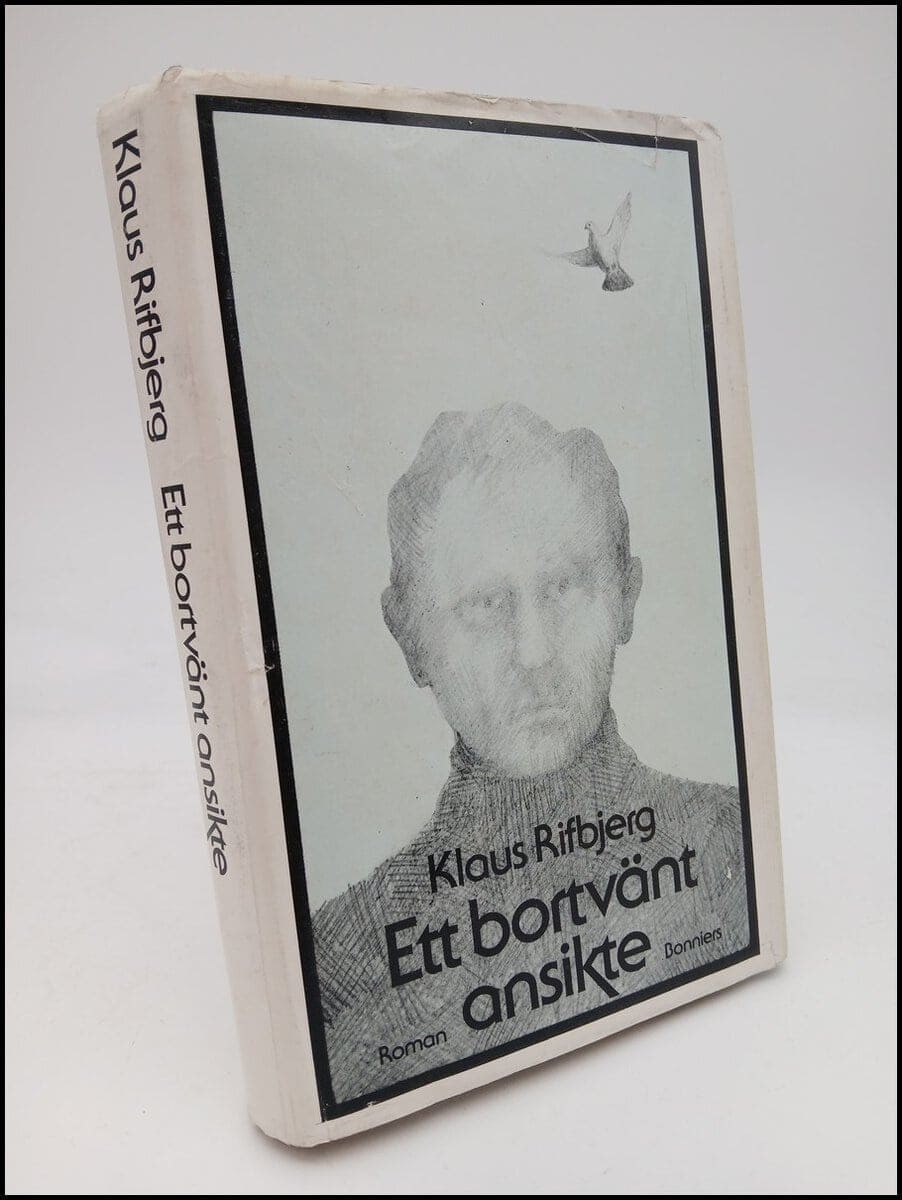 Klaus Rifbjerg Ett bortvänt ansikte
Klaus Rifbjerg
Ett bortvänt
ansikte
Bonniers
Roman